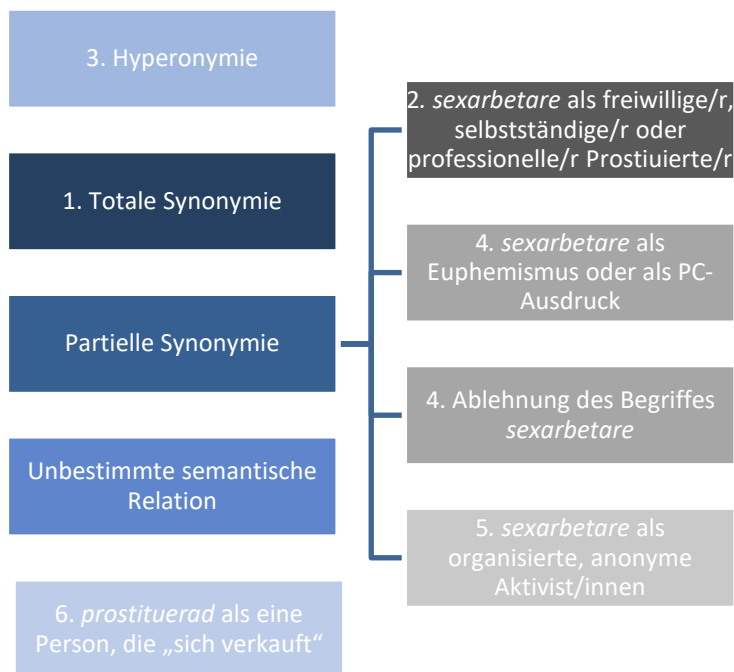 3. Hyperonymie
1. Totale Synonymie
Partielle Synonymie
Unbestimmte semantische
Relation
6. prostituerad als eine
Person, die „sich verkauft“
2. sexarbetare als freiwillige/r,
selbstständige/r oder
professionelle/r Prostiuierte/r
4. sexarbetare als
Euphemismus oder als PC-
Ausdruck
4. Ablehnung des Begriffes
sexarbetare
5. sexarbetare als
organisierte, anonyme
Aktivist/innen